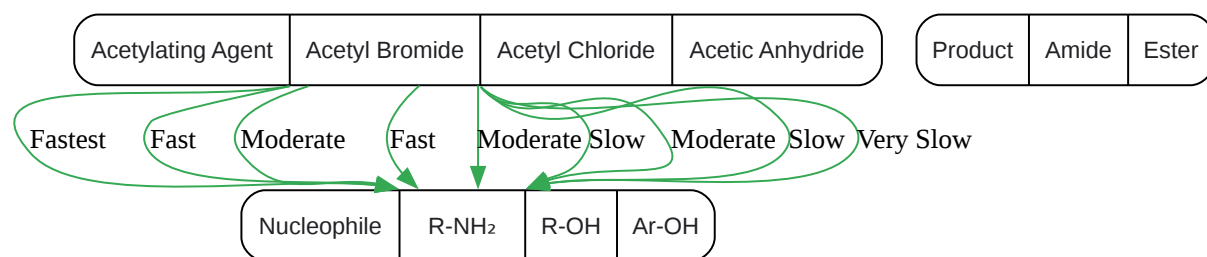 Acetylating Agent Acetyl Bromide Acetyl Chloride Acetic Anhydride Product Amide Ester
Fastest Fast Moderate Fast Moderate Slow Moderate Slow Very Slow
Nucleophile R-NH₂ R-OH Ar-OH